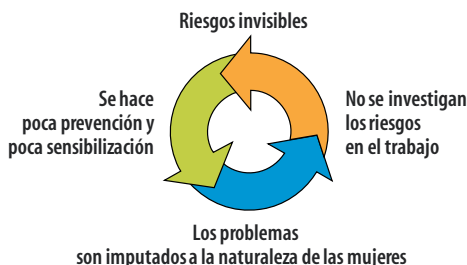 Riesgos invisibles
Se hace
poca prevención y
poca sensibilización
No se investigan
los riesgos
en el trabajo
Los problemas
son imputados a la naturaleza de las mujeres